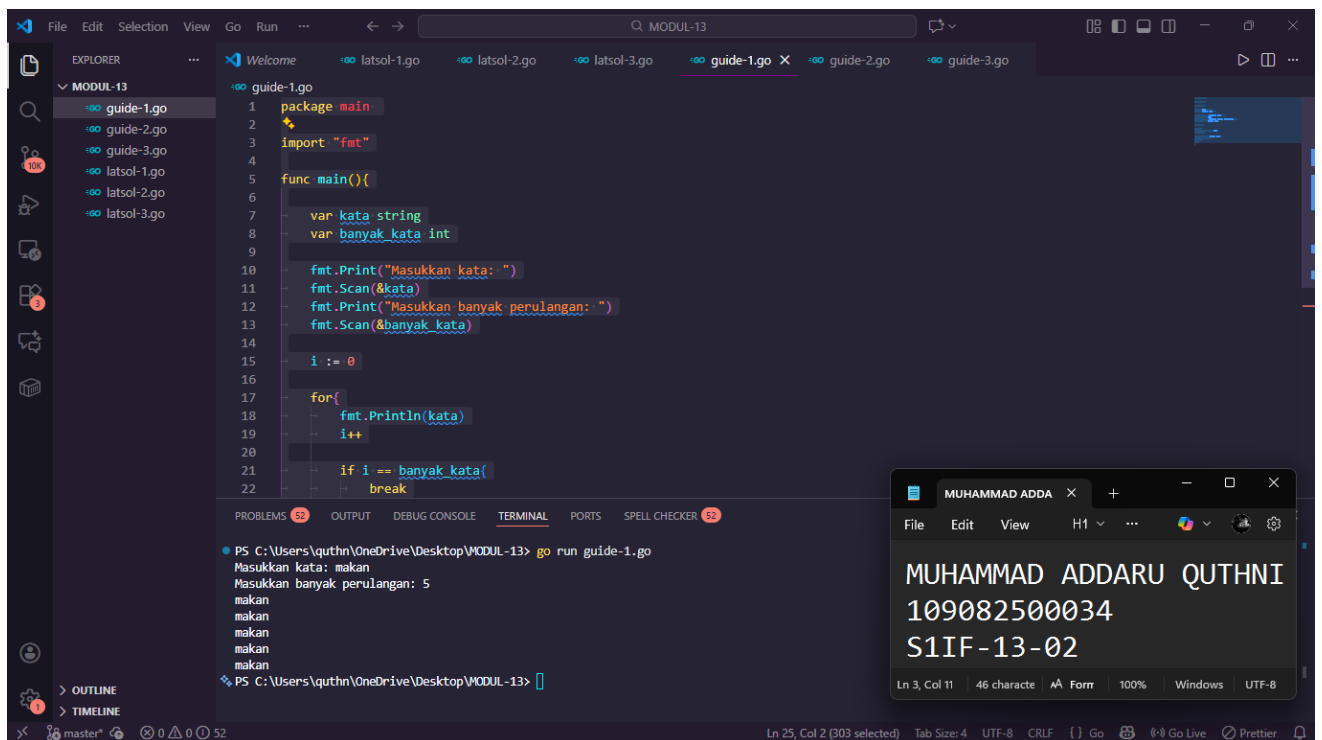 File Edit Selection View Go Run ··· ← → MODUL-13
EXPLORER ···
MODUL-13
guide-1.go
guide-2.go
guide-3.go
latsol-1.go
latsol-2.go
latsol-3.go
OUTLINE
TIMELINE
10K
3
1
Welcome latsol-1.go latsol-2.go latsol-3.go guide-1.go guide-2.go guide-3.go
guide-1.go
1 package main
2
3 import "fmt"
4
5 func main(){
6
7 var kata string
8 var banyak_kata int
9
10 fmt.Print("Masukkan kata: ")
11 fmt.Scan(&kata)
12 fmt.Print("Masukkan banyak perulangan: ")
13 fmt.Scan(&banyak_kata)
14
15 i := 0
16
17 for{
18 fmt.Println(kata)
19 i++
20
21 if i == banyak_kata{
22 break
PROBLEMS 52 OUTPUT DEBUG CONSOLE TERMINAL PORTS SPELL CHECKER 52
PS C:\Users\quthn\OneDrive\Desktop\MODUL-13> go run guide-1.go
Masukkan kata: makan
Masukkan banyak perulangan: 5
makan
makan
makan
makan
makan
PS C:\Users\quthn\OneDrive\Desktop\MODUL-13>
MUHAMMAD ADDA
File Edit View H1 ···
MUHAMMAD ADDARU QUTHNI
109082500034
S1IF-13-02
Ln 3, Col 11 46 characte Form 100% Windows UTF-8
master* 0 0 52 Ln 25, Col 2 (303 selected) Tab Size: 4 UTF-8 CRLF {} Go Go Live Prettier